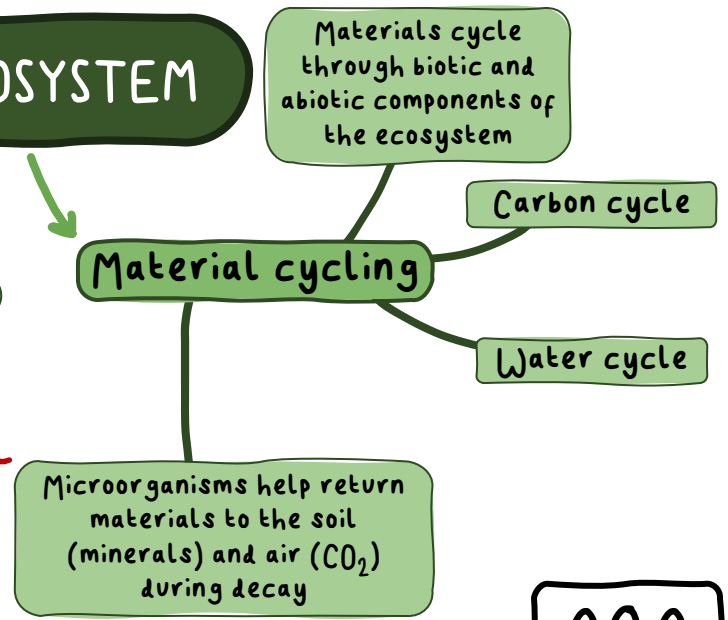 OSYSTEM
Materials cycle
through biotic and
abiotic components of
the ecosystem
Carbon cycle
Material cycling
Water cycle
Microorganisms help return
materials to the soil
(minerals) and air (CO₂)
during decay